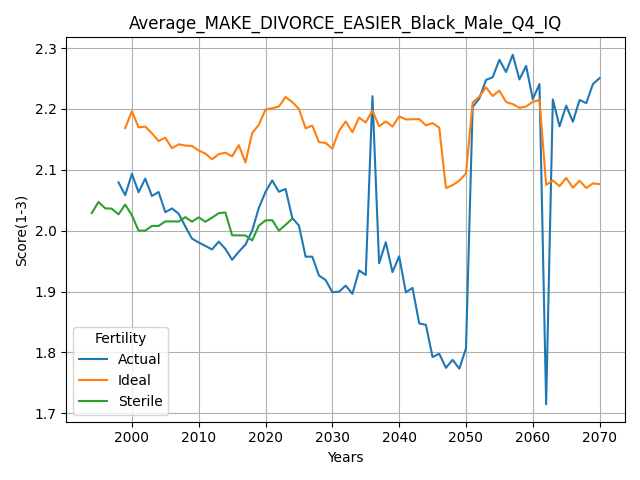 Average_MAKE_DIVORCE_EASIER_Black_Male_Q4_IQ
2.3
2.2
2.1
2.0
1.9
1.8
1.7
Score(1-3)
Fertility
Actual
Ideal
Sterile
2000 2010 2020 2030 2040 2050 2060 2070
Years